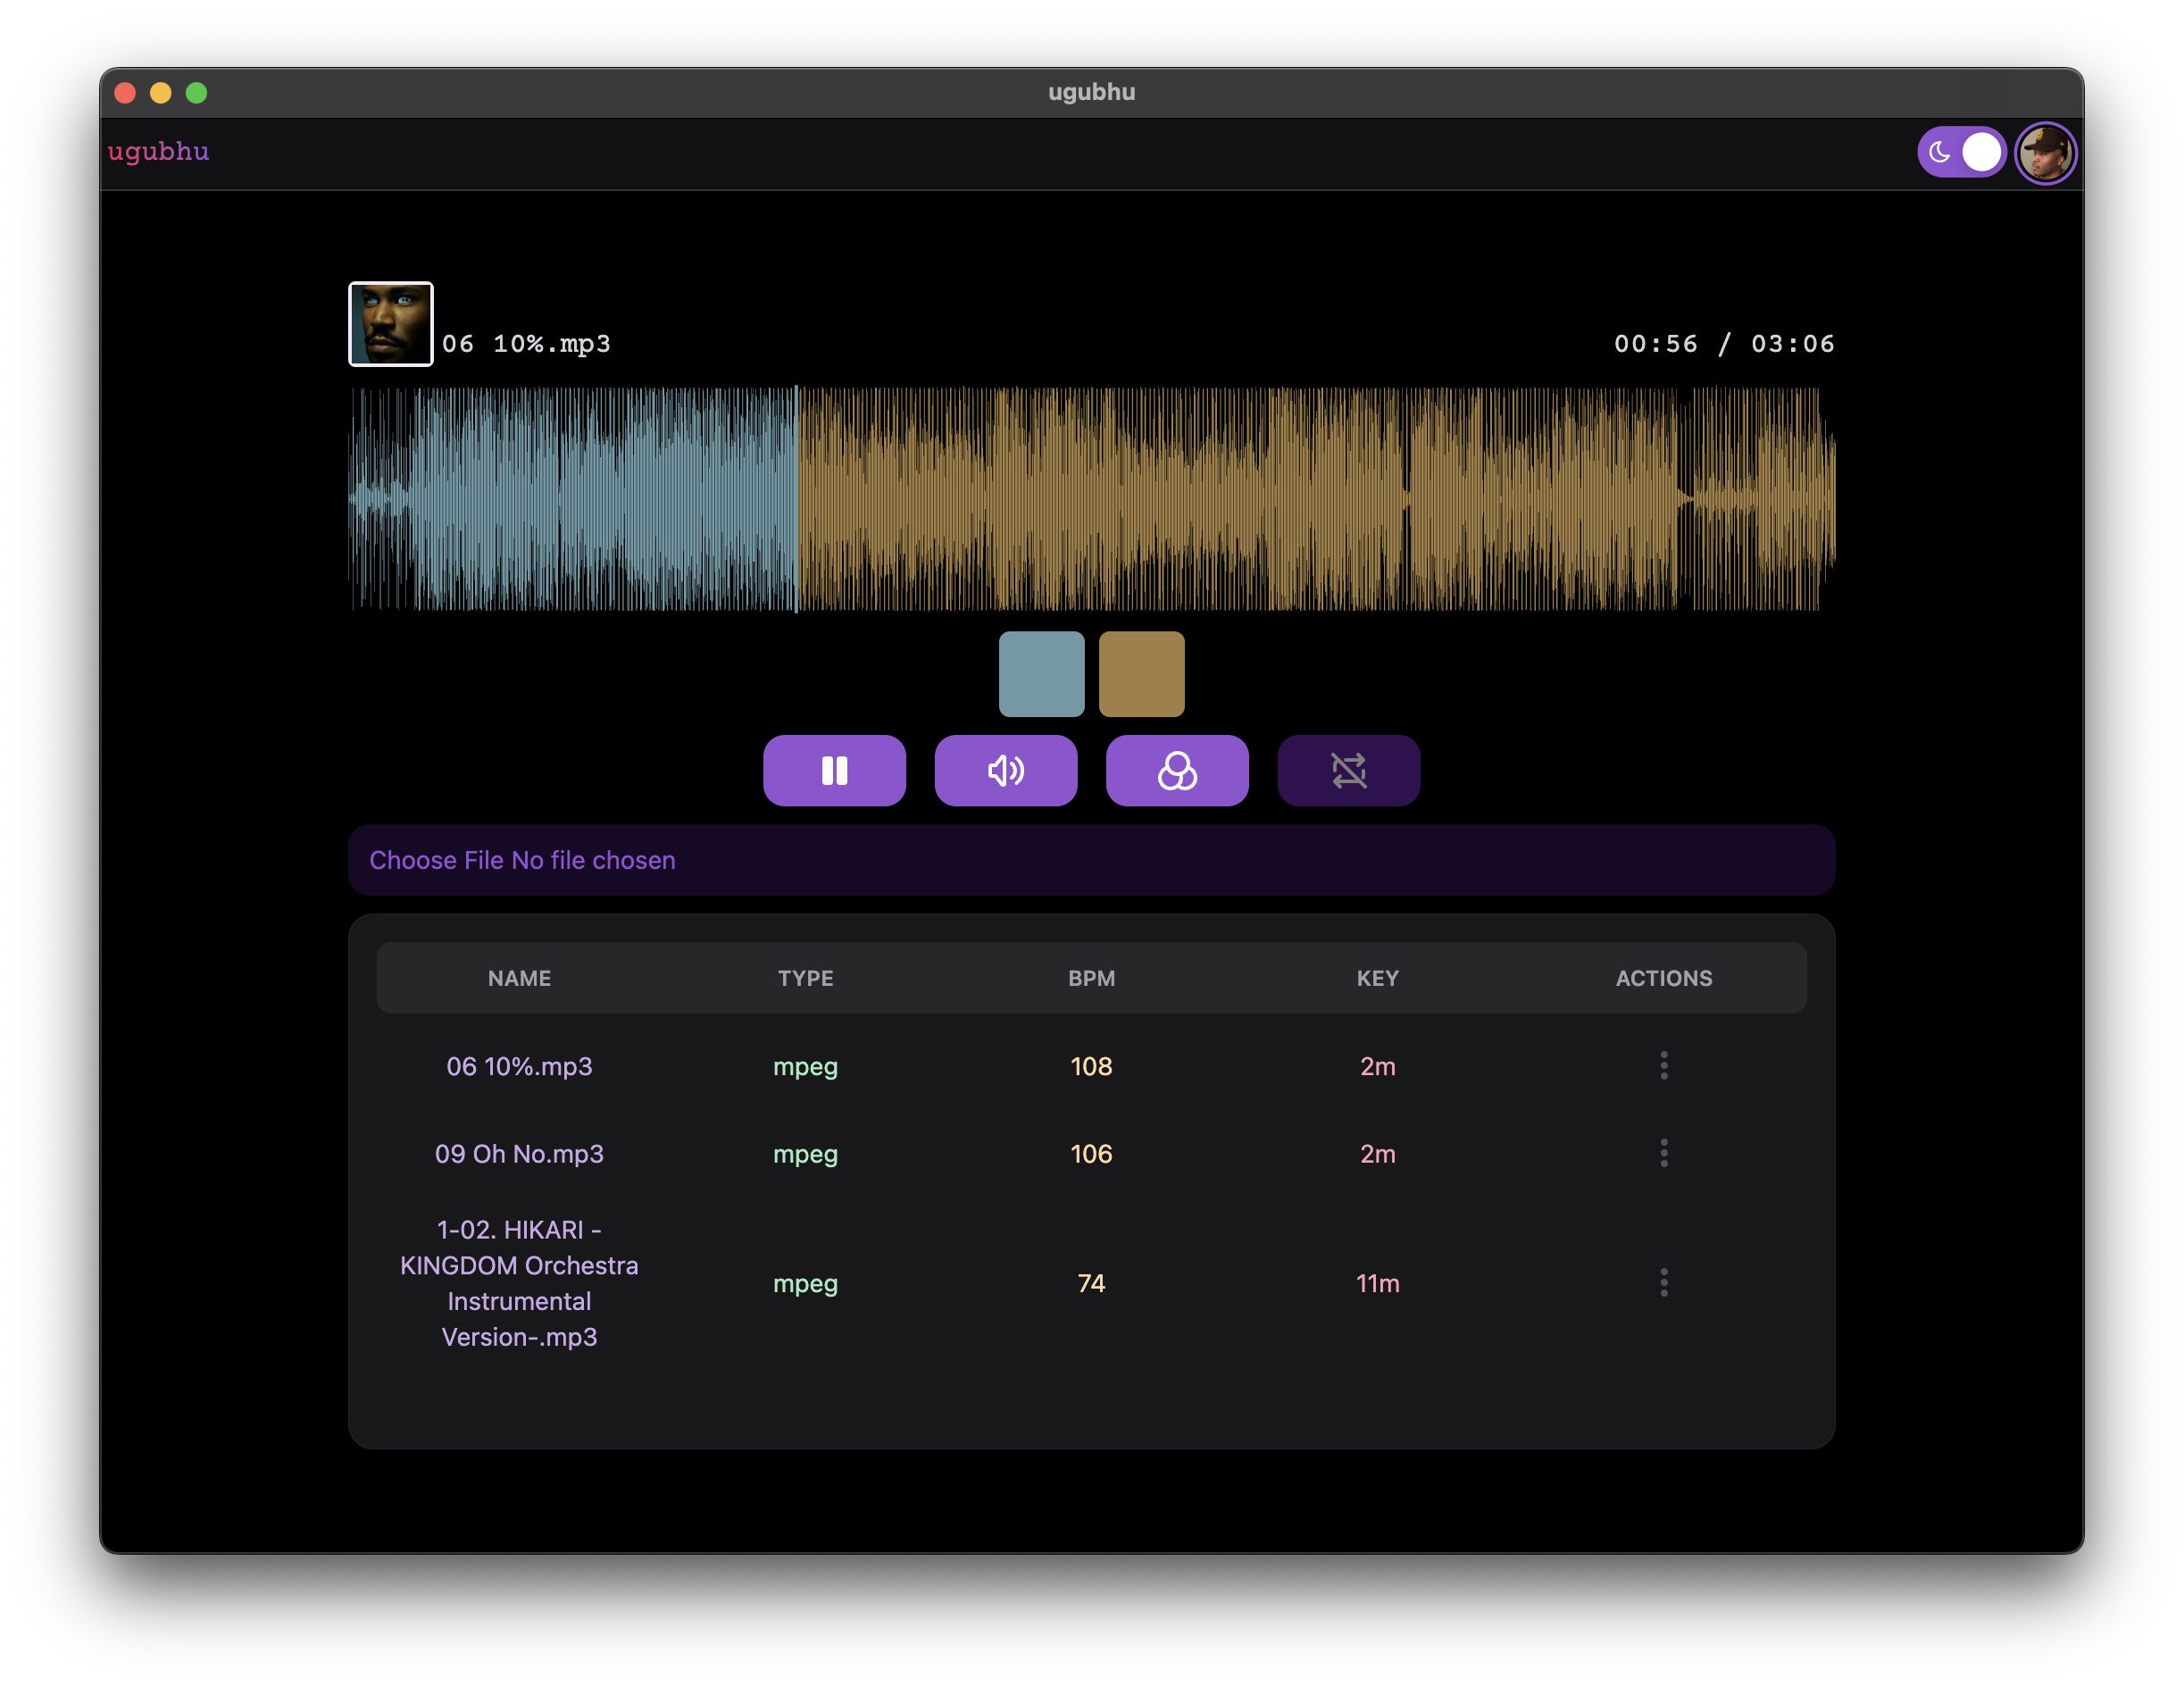 ugubhu
ugubhu
06 10%.mp3
00:56 / 03:06
Choose File No file chosen
NAME TYPE BPM KEY ACTIONS
06 10%.mp3 mpeg 108 2m
09 Oh No.mp3 mpeg 106 2m
1-02. HIKARI -
KINGDOM Orchestra
Instrumental
Version-.mp3
mpeg 74 11m